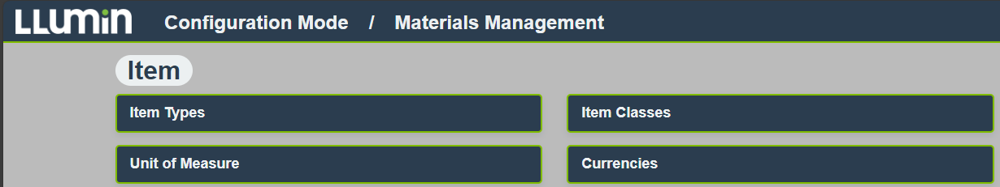 LLUMIN Configuration Mode / Materials Management
Item
Item Types Item Classes
Unit of Measure Currencies